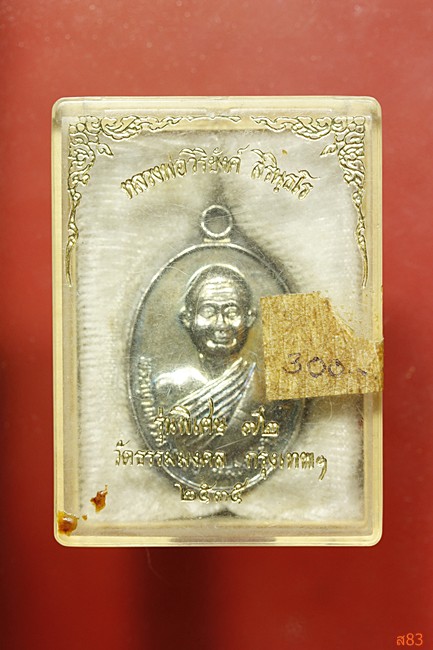 หลวงพ่อวิริยังค์ สิรินฺธโร
300.-
รุ่นพิเศษ ๗๒
วัดธรรมมงคล กรุงเทพฯ
๒๕๓๕
ส83